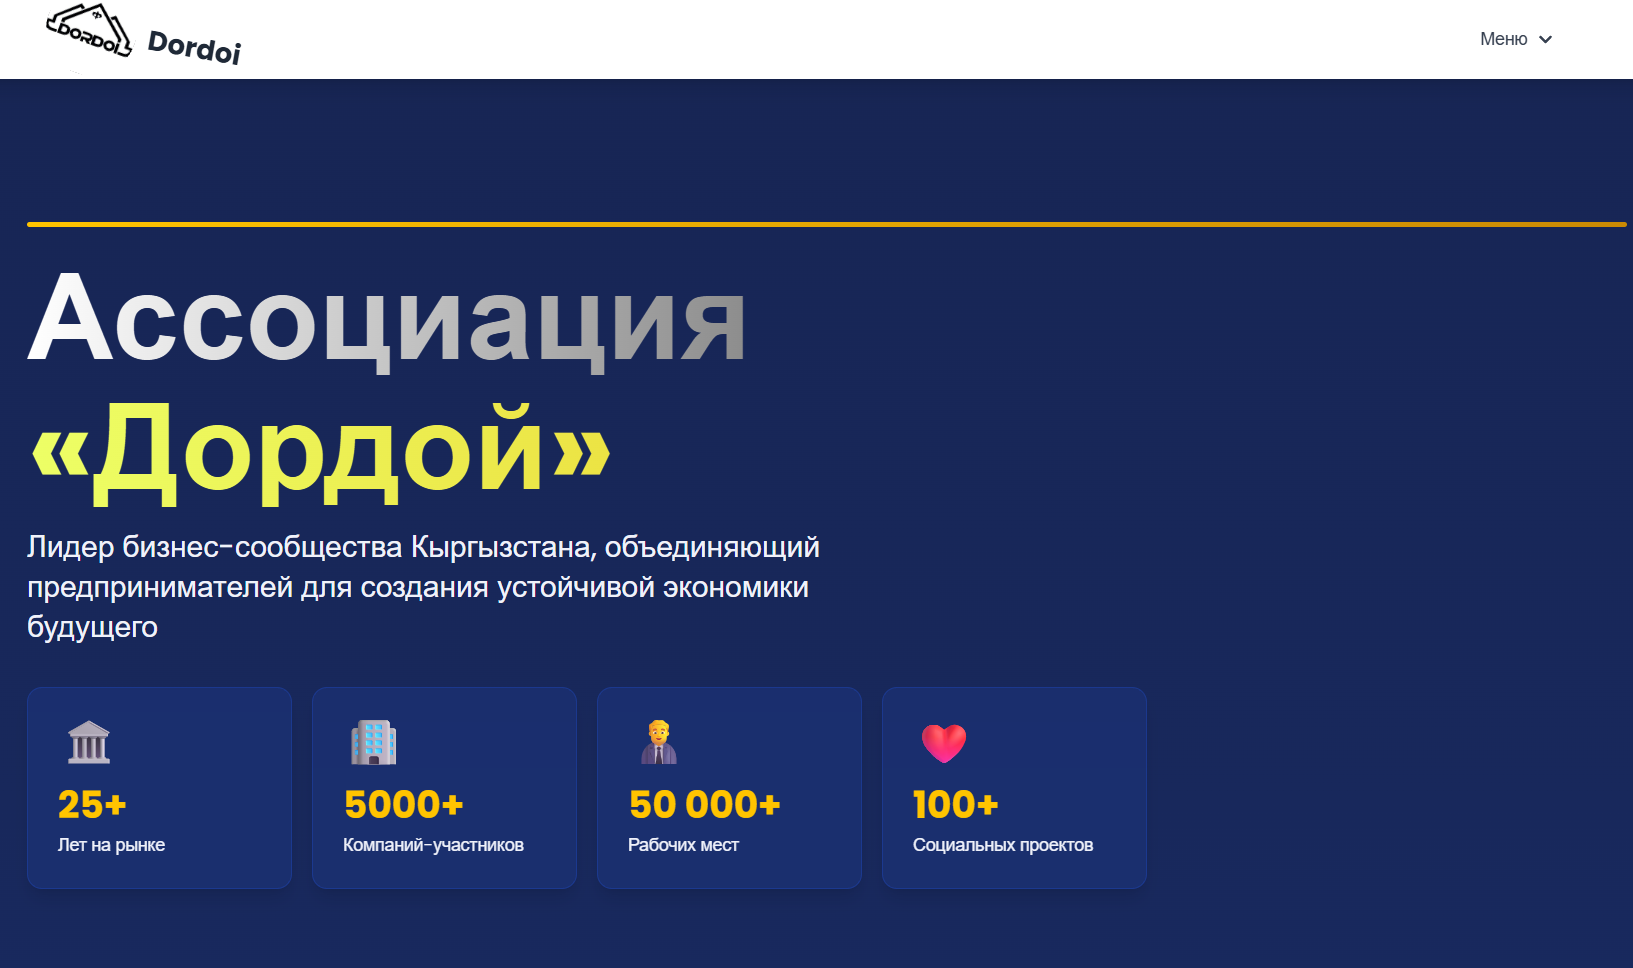 DORDOI
Dordoi
Меню
Ассоциация
«Дордой»
Лидер бизнес-сообщества Кыргызстана, объединяющий
предпринимателей для создания устойчивой экономики
будущего
25+
Лет на рынке
5000+
Компаний-участников
50 000+
Рабочих мест
100+
Социальных проектов